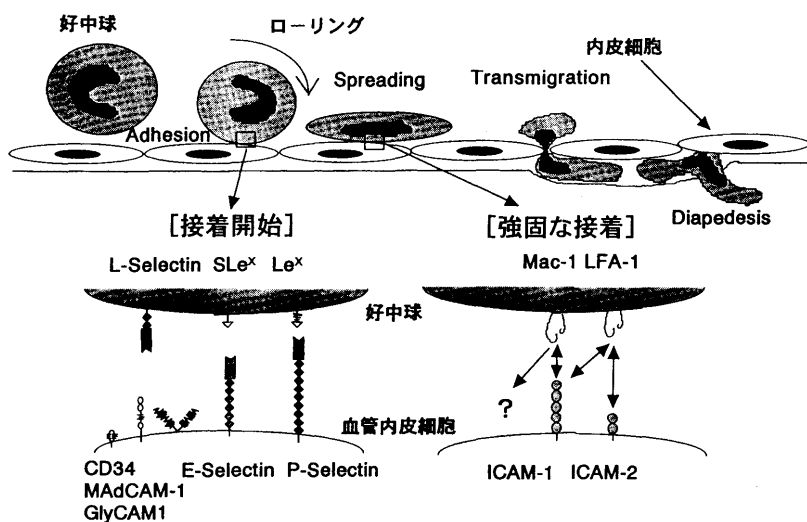 好中球
ローリング
内皮細胞
Spreading
Transmigration
Adhesion
Diapedesis
[接着開始]
[強固な接着]
L-Selectin SLeˣ Leˣ
Mac-1 LFA-1
好中球
?
血管内皮細胞
CD34
MAdCAM-1
GlyCAM1
E-Selectin P-Selectin
ICAM-1 ICAM-2